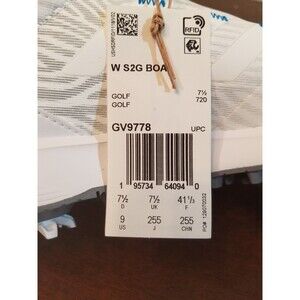 RFID
W S2G BOA
GOLF 7½
GOLF 720
GV9778 UPC
1 95734 64094 0
7½ 7½ 41⅓
D UK F
9 255 255
US J CHN